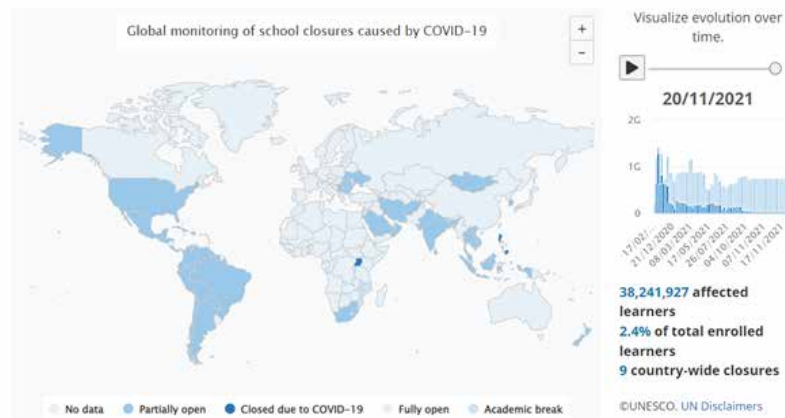 Global monitoring of school closures caused by COVID-19
+
−
Visualize evolution over
time.
20/11/2021
2G
1G
0
17/02/...
21/12/2020
08/03/2021
17/05/2021
26/07/2021
04/10/2021
07/11/2021
17/11/2021
38,241,927 affected
learners
2.4% of total enrolled
learners
9 country-wide closures
No data
Partially open
Closed due to COVID-19
Fully open
Academic break
©UNESCO. UN Disclaimers